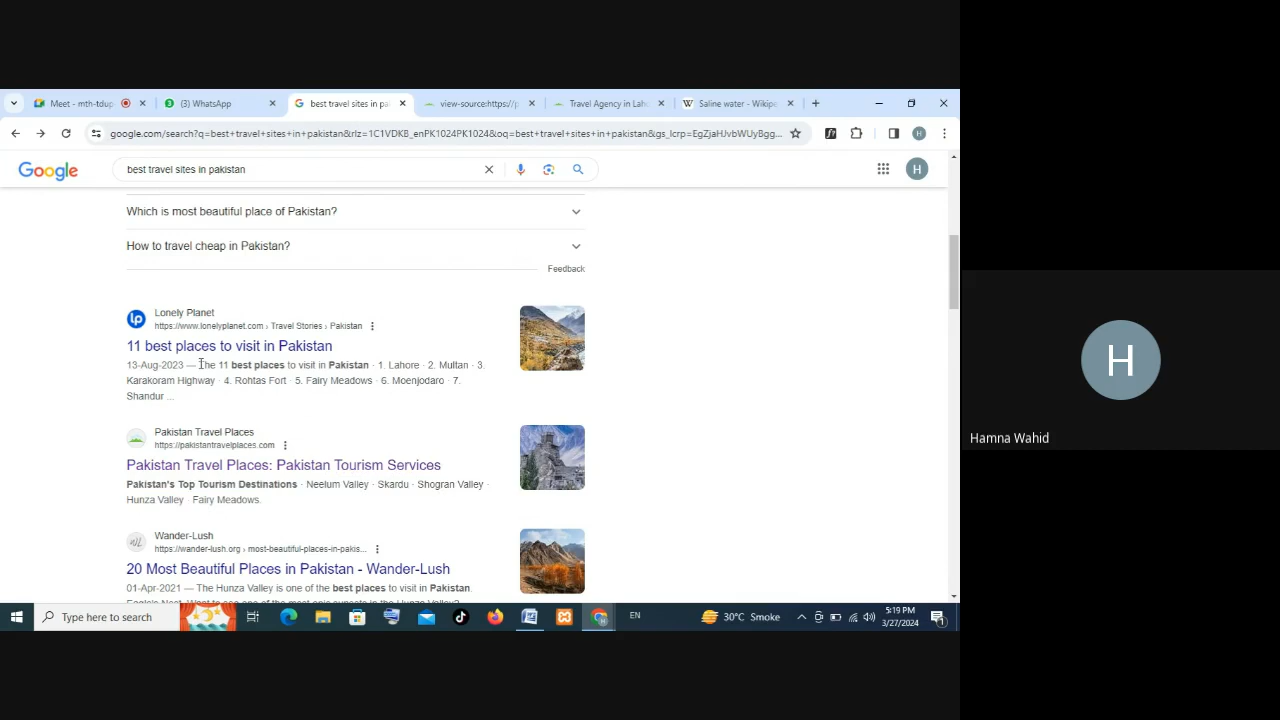 Meet - mth-tdup
(3) WhatsApp
best travel sites in pa
view-source:https://p
Travel Agency in Lah
Saline water - Wikipe
google.com/search?q=best+travel+sites+in+pakistan&rlz=1C1VDKB_enPK1024PK1024&oq=best+travel+sites+in+pakistan&gs_lcrp=EgZjaHJvbWUyBgg...
H
Google
best travel sites in pakistan
H
Which is most beautiful place of Pakistan?
How to travel cheap in Pakistan?
Feedback
lp
Lonely Planet
https://www.lonelyplanet.com › Travel Stories › Pakistan
11 best places to visit in Pakistan
13-Aug-2023 — The 11 best places to visit in Pakistan · 1. Lahore · 2. Multan · 3.
Karakoram Highway · 4. Rohtas Fort · 5. Fairy Meadows · 6. Moenjodaro · 7.
Shandur ...
Pakistan Travel Places
https://pakistantravelplaces.com
Pakistan Travel Places: Pakistan Tourism Services
Pakistan's Top Tourism Destinations · Neelum Valley · Skardu · Shogran Valley ·
Hunza Valley · Fairy Meadows.
WL
Wander-Lush
https://wander-lush.org › most-beautiful-places-in-pakis...
20 Most Beautiful Places in Pakistan - Wander-Lush
01-Apr-2021 — The Hunza Valley is one of the best places to visit in Pakistan.
H
Hamna Wahid
Type here to search
EN
30°C Smoke
5:19 PM
3/27/2024
1